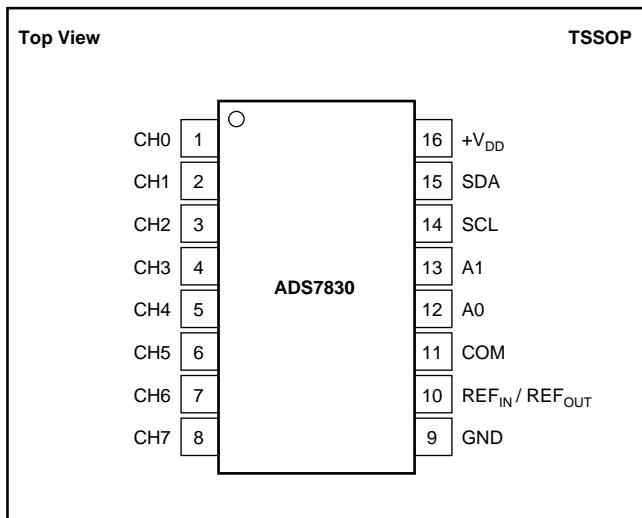 Top View TSSOP
CH0 1 16 +VDD
CH1 2 15 SDA
CH2 3 14 SCL
CH3 4 13 A1
ADS7830
CH4 5 12 A0
CH5 6 11 COM
CH6 7 10 REFIN / REFOUT
CH7 8 9 GND